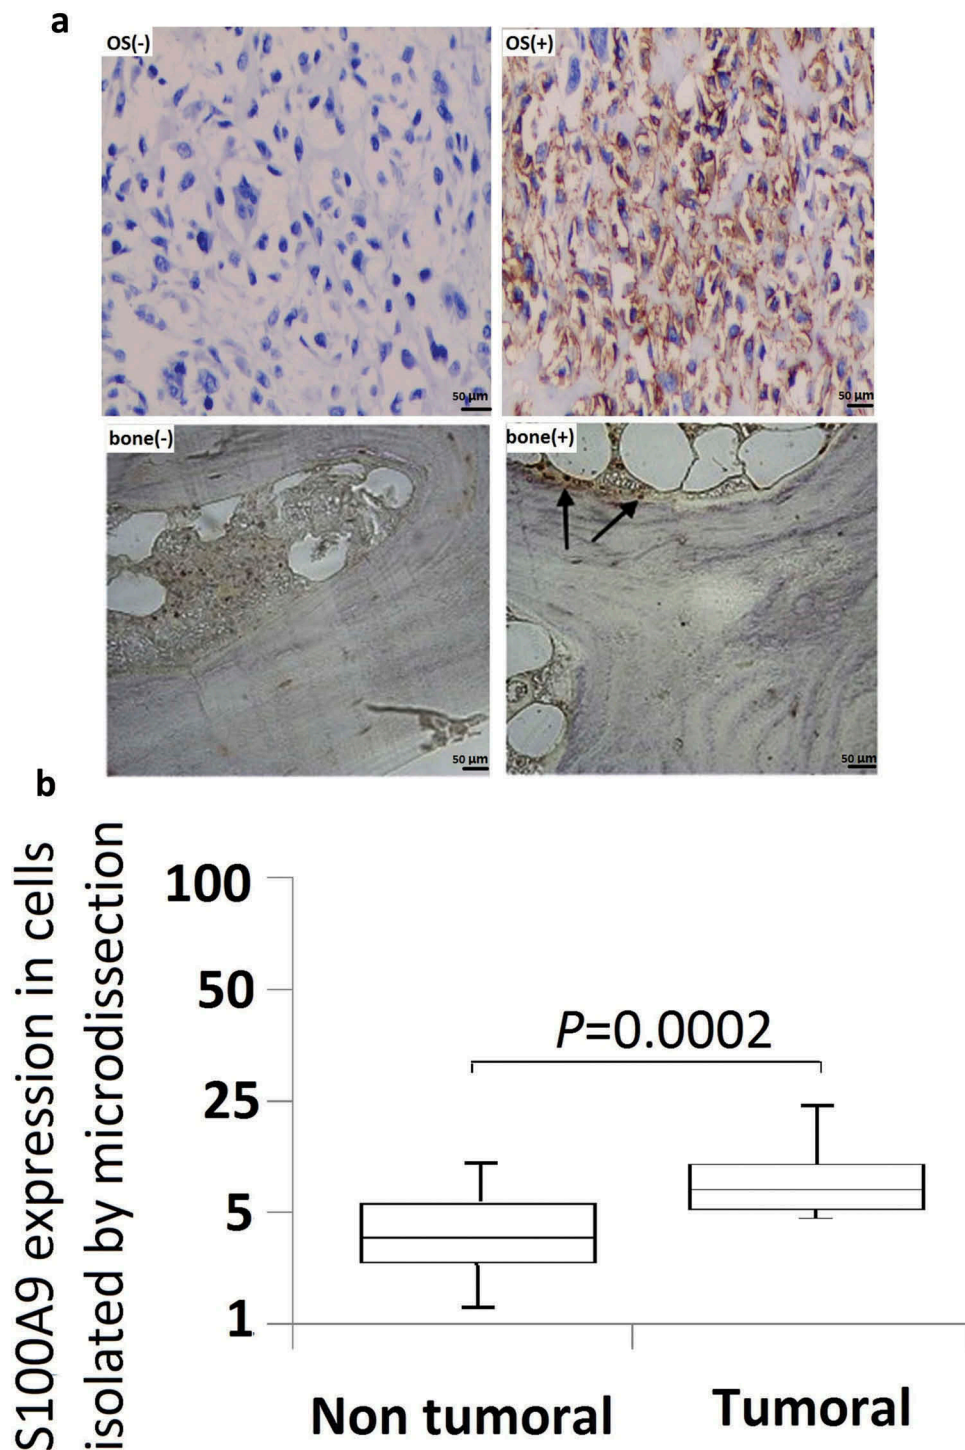 a
OS(-)
OS(+)
50 µm
50 µm
bone(-)
bone(+)
50 µm
50 µm
b
S100A9 expression in cells
isolated by microdissection
100
50
25
5
1
P=0.0002
Non tumoral
Tumoral